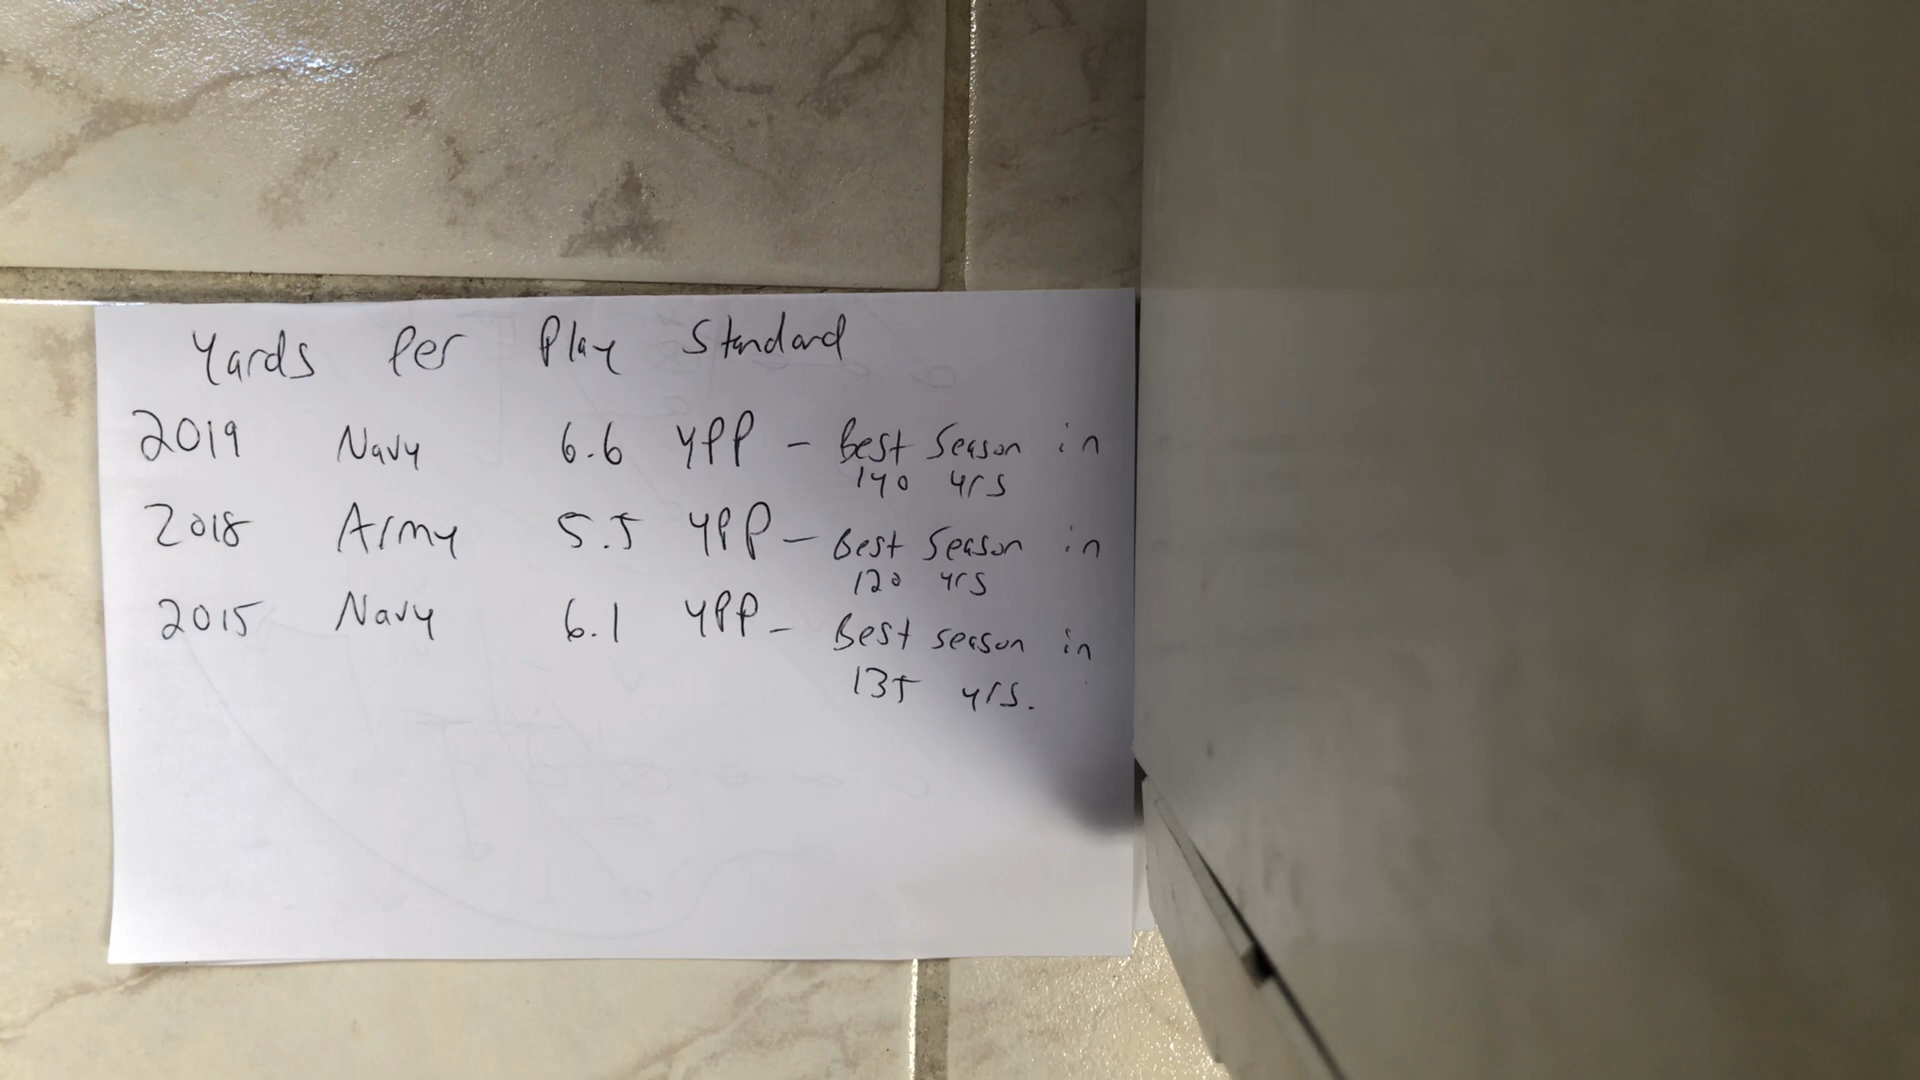 Yards Per Play Standard
2019 Navy 6.6 YPP - Best Season in
140 yrs
2018 Army 5.5 YPP - Best Season in
120 yrs
2015 Navy 6.1 YPP - Best season in
135 yrs.